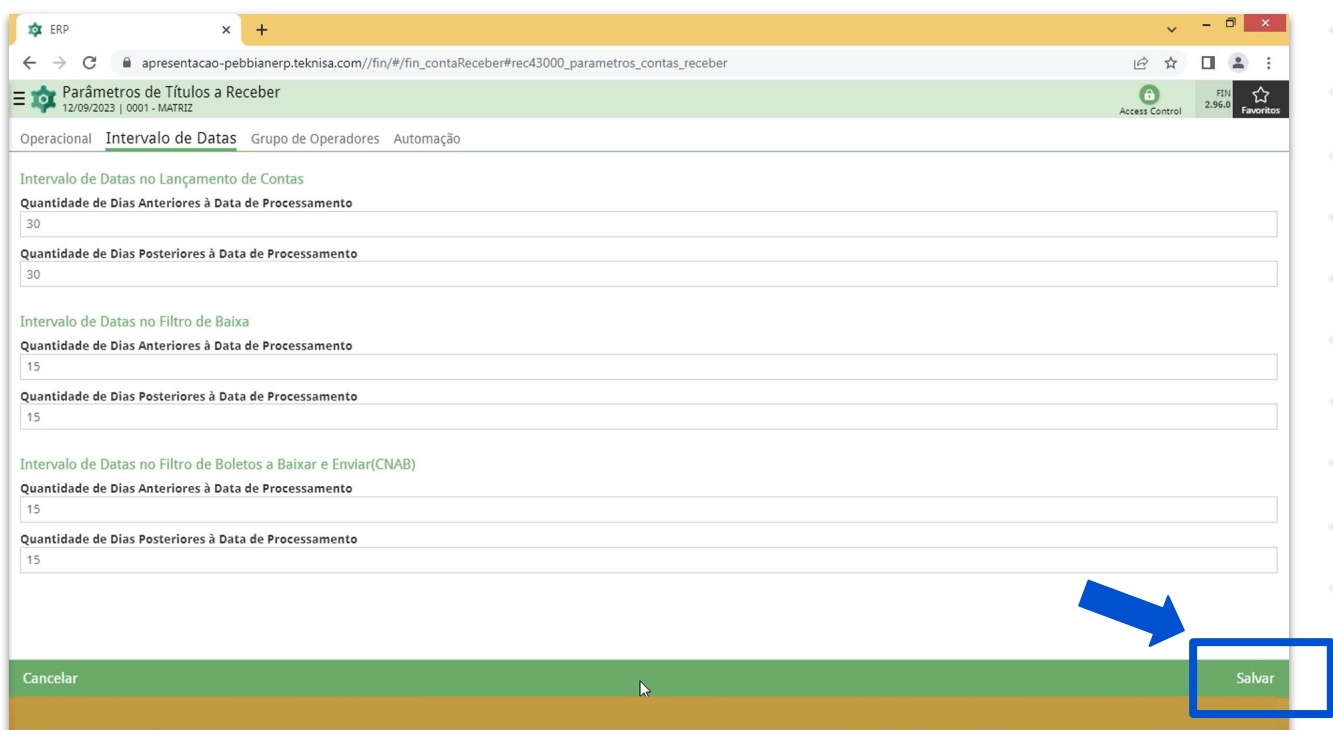 ERP
apresentacao-pebbianerp.teknisa.com//fin/#/fin_contaReceber#rec43000_parametros_contas_receber
Parâmetros de Títulos a Receber
12/09/2023 | 0001 - MATRIZ
Access Control
FIN
2.96.0
Favoritos
Operacional Intervalo de Datas Grupo de Operadores Automação
Intervalo de Datas no Lançamento de Contas
Quantidade de Dias Anteriores à Data de Processamento
30
Quantidade de Dias Posteriores à Data de Processamento
30
Intervalo de Datas no Filtro de Baixa
Quantidade de Dias Anteriores à Data de Processamento
15
Quantidade de Dias Posteriores à Data de Processamento
15
Intervalo de Datas no Filtro de Boletos a Baixar e Enviar(CNAB)
Quantidade de Dias Anteriores à Data de Processamento
15
Quantidade de Dias Posteriores à Data de Processamento
15
Cancelar Salvar